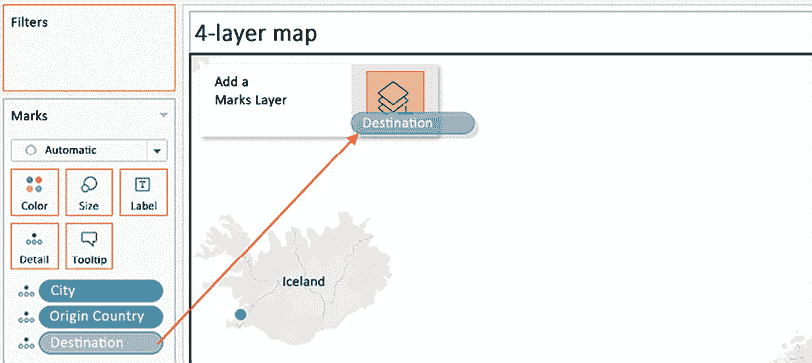 Filters
4-layer map
Add a
Marks Layer
Destination
Marks
Automatic
Color
Size
Label
Detail
Tooltip
City
Origin Country
Destination
Iceland